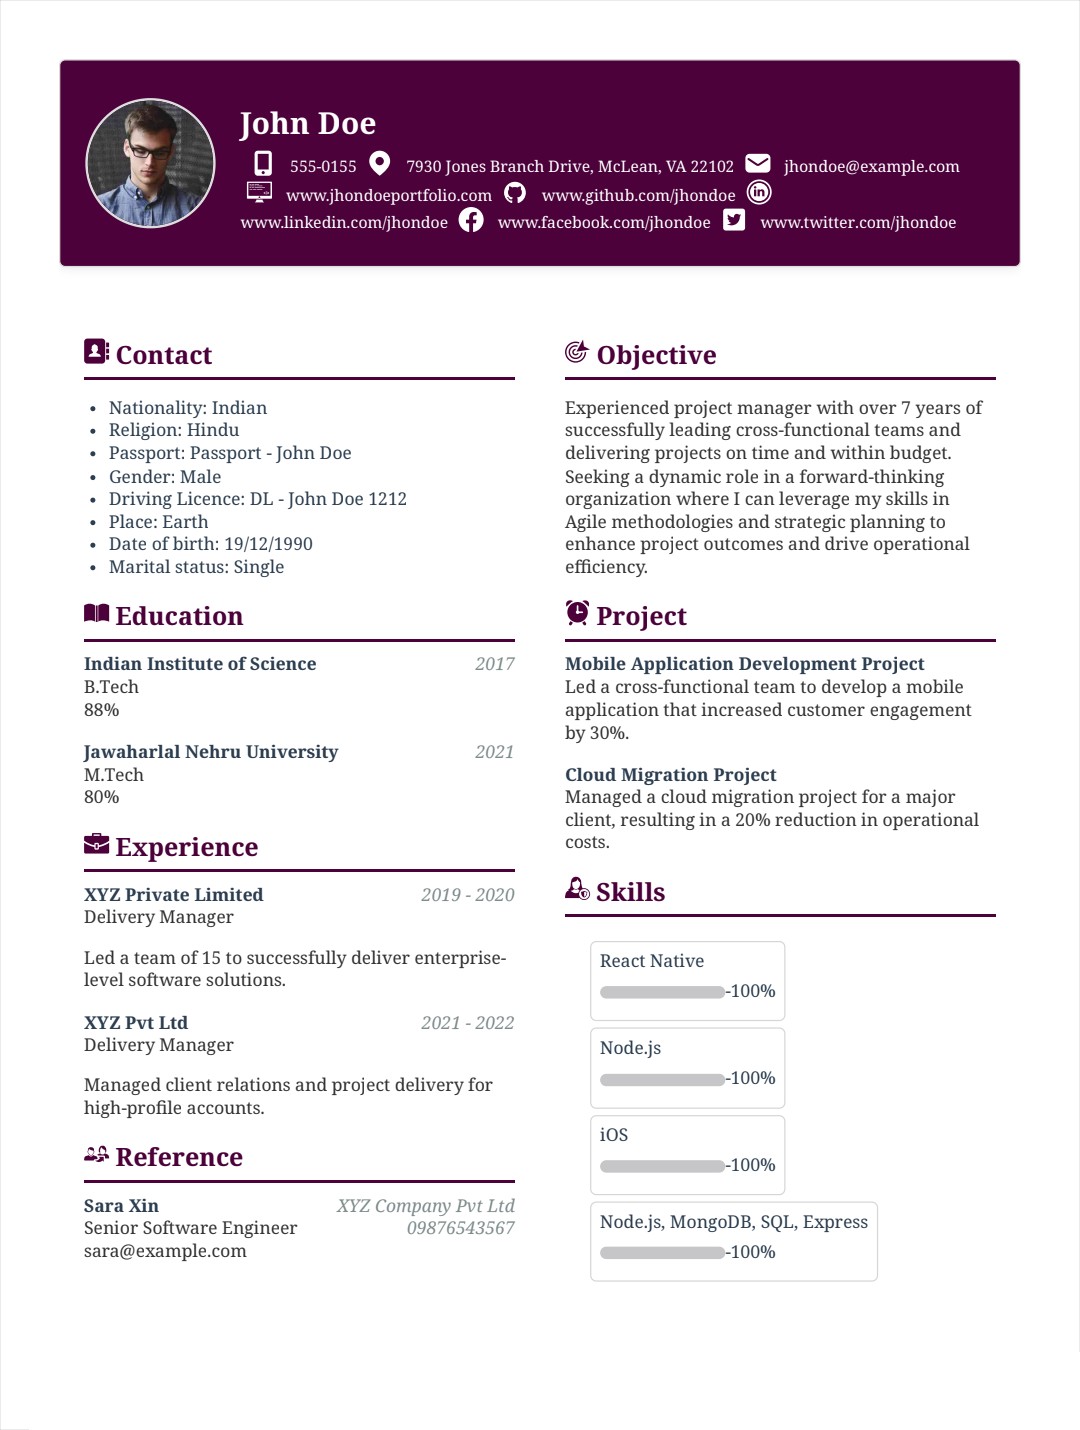 John Doe
555-0155 7930 Jones Branch Drive, McLean, VA 22102 jhondoe@example.com
www.jhondoeportfolio.com www.github.com/jhondoe
www.linkedin.com/jhondoe www.facebook.com/jhondoe www.twitter.com/jhondoe
Contact
• Nationality: Indian
• Religion: Hindu
• Passport: Passport - John Doe
• Gender: Male
• Driving Licence: DL - John Doe 1212
• Place: Earth
• Date of birth: 19/12/1990
• Marital status: Single
Education
Indian Institute of Science 2017
B.Tech
88%
Jawaharlal Nehru University 2021
M.Tech
80%
Experience
XYZ Private Limited 2019 - 2020
Delivery Manager
Led a team of 15 to successfully deliver enterprise-
level software solutions.
XYZ Pvt Ltd 2021 - 2022
Delivery Manager
Managed client relations and project delivery for
high-profile accounts.
Reference
Sara Xin XYZ Company Pvt Ltd
Senior Software Engineer 09876543567
sara@example.com
Objective
Experienced project manager with over 7 years of
successfully leading cross-functional teams and
delivering projects on time and within budget.
Seeking a dynamic role in a forward-thinking
organization where I can leverage my skills in
Agile methodologies and strategic planning to
enhance project outcomes and drive operational
efficiency.
Project
Mobile Application Development Project
Led a cross-functional team to develop a mobile
application that increased customer engagement
by 30%.
Cloud Migration Project
Managed a cloud migration project for a major
client, resulting in a 20% reduction in operational
costs.
Skills
React Native
-100%
Node.js
-100%
iOS
-100%
Node.js, MongoDB, SQL, Express
-100%